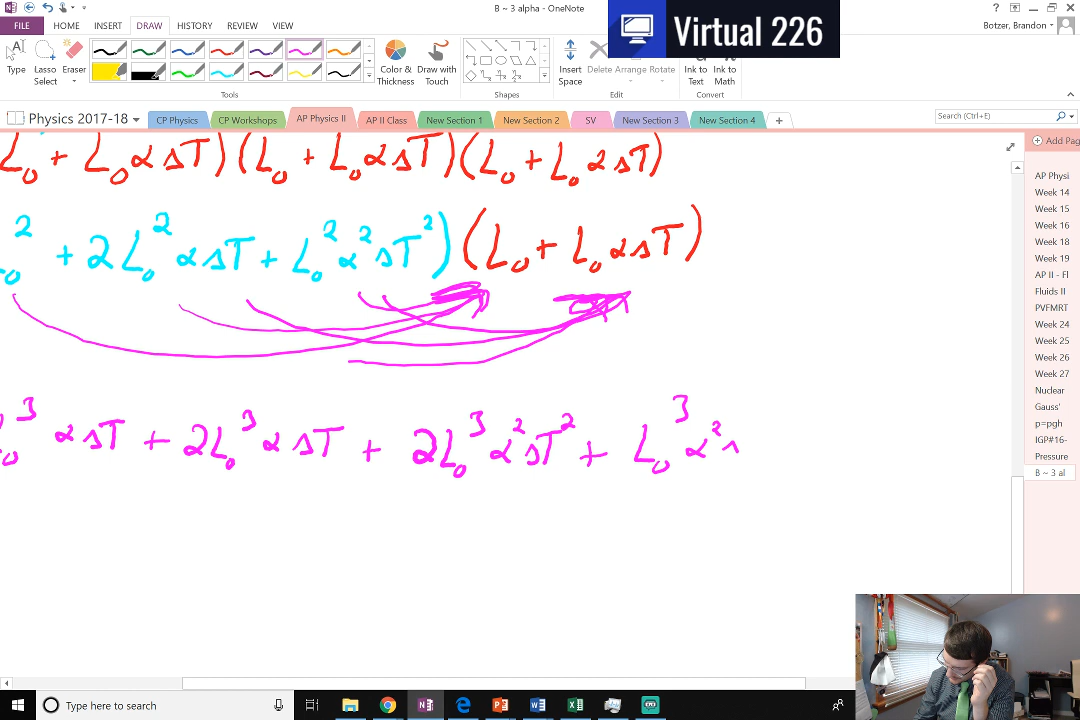 B ~ 3 alpha - OneNote
Virtual 226
?
Botzer, Brandon
FILE
HOME
INSERT
DRAW
HISTORY
REVIEW
VIEW
Type
Lasso Select
Eraser
Color & Thickness
Draw with Touch
Insert Space
Delete
Arrange
Rotate
Ink to Text
Ink to Math
Tools
Shapes
Edit
Convert
Physics 2017-18
CP Physics
CP Workshops
AP Physics II
AP II Class
New Section 1
New Section 2
SV
New Section 3
New Section 4
+
Search (Ctrl+E)
L₀ + L₀αΔT)(L₀ + L₀αΔT)(L₀ + L₀αΔT)
₀² + 2L₀²αΔT + L₀²α²ΔT²)(L₀ + L₀αΔT)
₀³αΔT + 2L₀³αΔT + 2L₀³α²ΔT² + L₀³α²Δ
Add Pag
AP Physi
Week 14
Week 15
Week 16
Week 18
Week 19
AP II - Fl
Fluids II
PVFMRT
Week 24
Week 25
Week 26
Week 27
Nuclear
Gauss'
p=pgh
IGP#16-
Pressure
B ~ 3 al
Type here to search